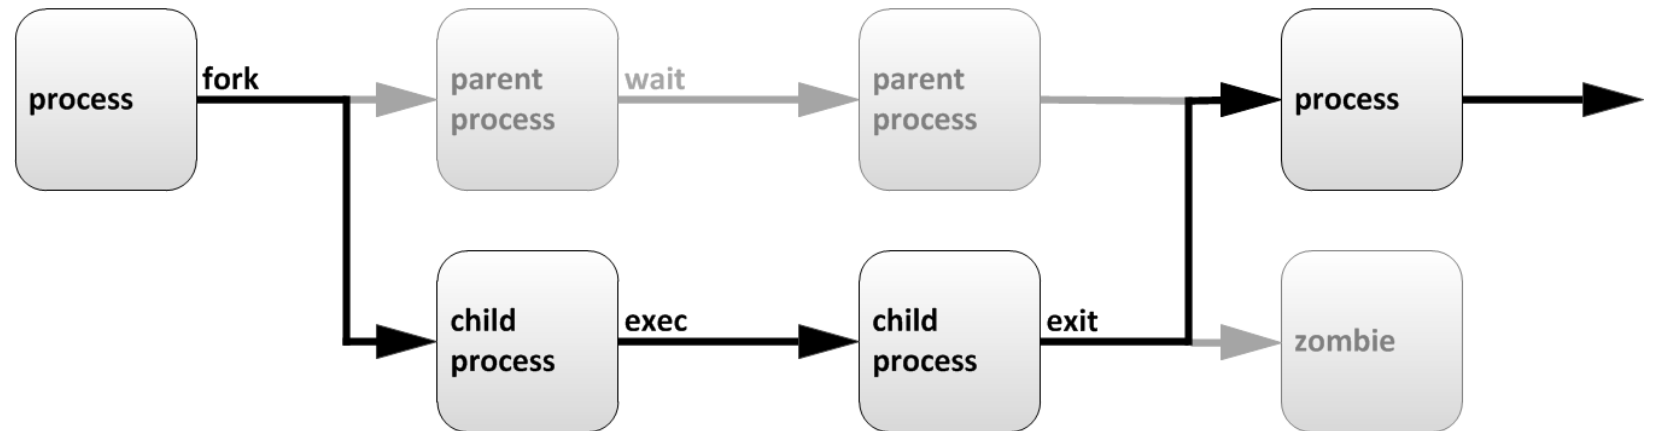 process
fork
parent
process
wait
parent
process
process
child
process
exec
child
process
exit
zombie